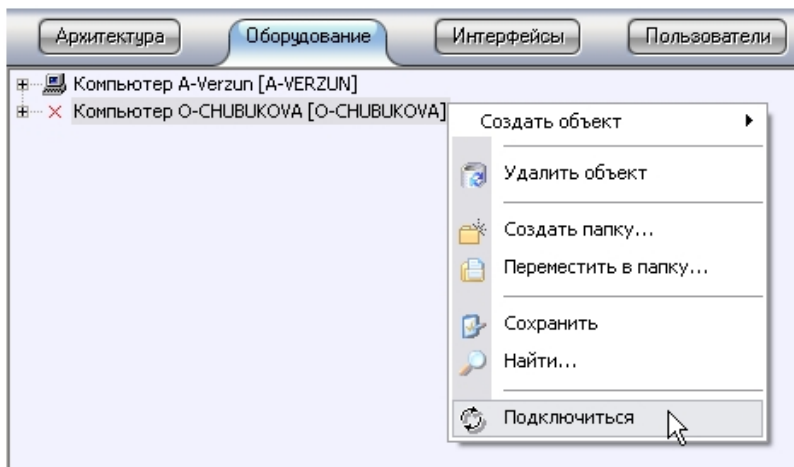 Архитектура Оборудование Интерфейсы Пользователи
Компьютер A-Verzun [A-VERZUN]
Компьютер O-CHUBUKOVA [O-CHUBUKOVA]
Создать объект
Удалить объект
Создать папку...
Переместить в папку...
Сохранить
Найти...
Подключиться